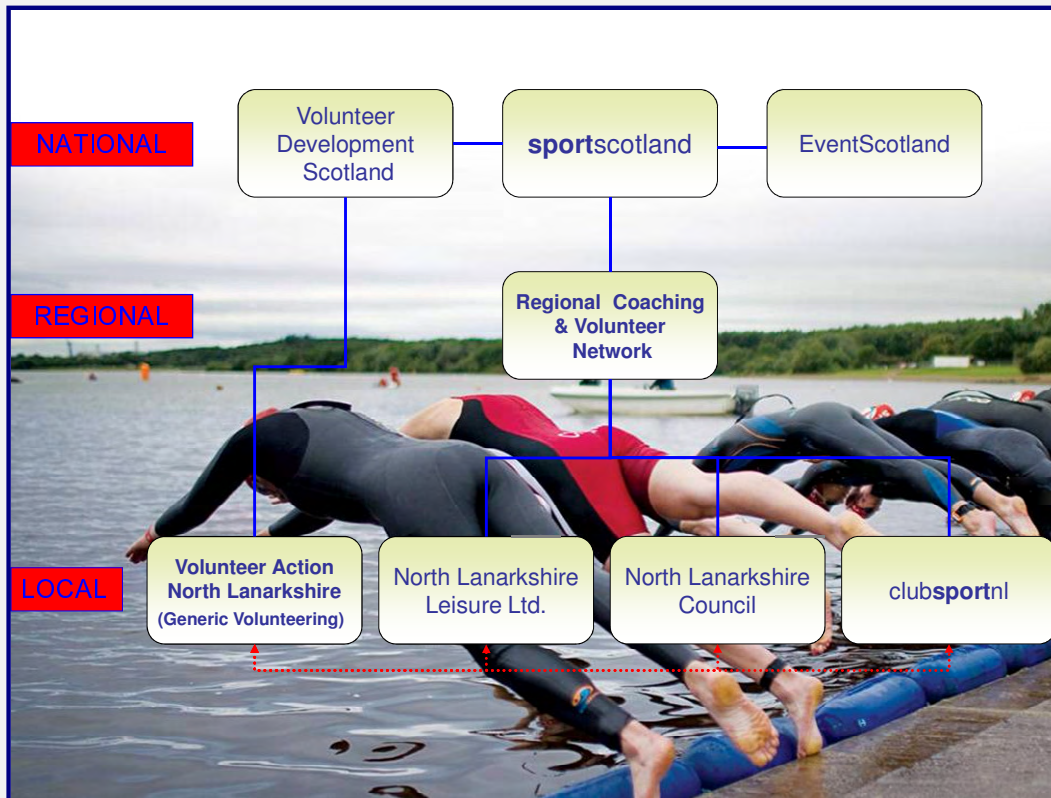 NATIONAL
Volunteer
Development
Scotland
sportscotland
EventScotland
REGIONAL
Regional Coaching
& Volunteer
Network
LOCAL
Volunteer Action
North Lanarkshire
(Generic Volunteering)
North Lanarkshire
Leisure Ltd.
North Lanarkshire
Council
clubsportnl